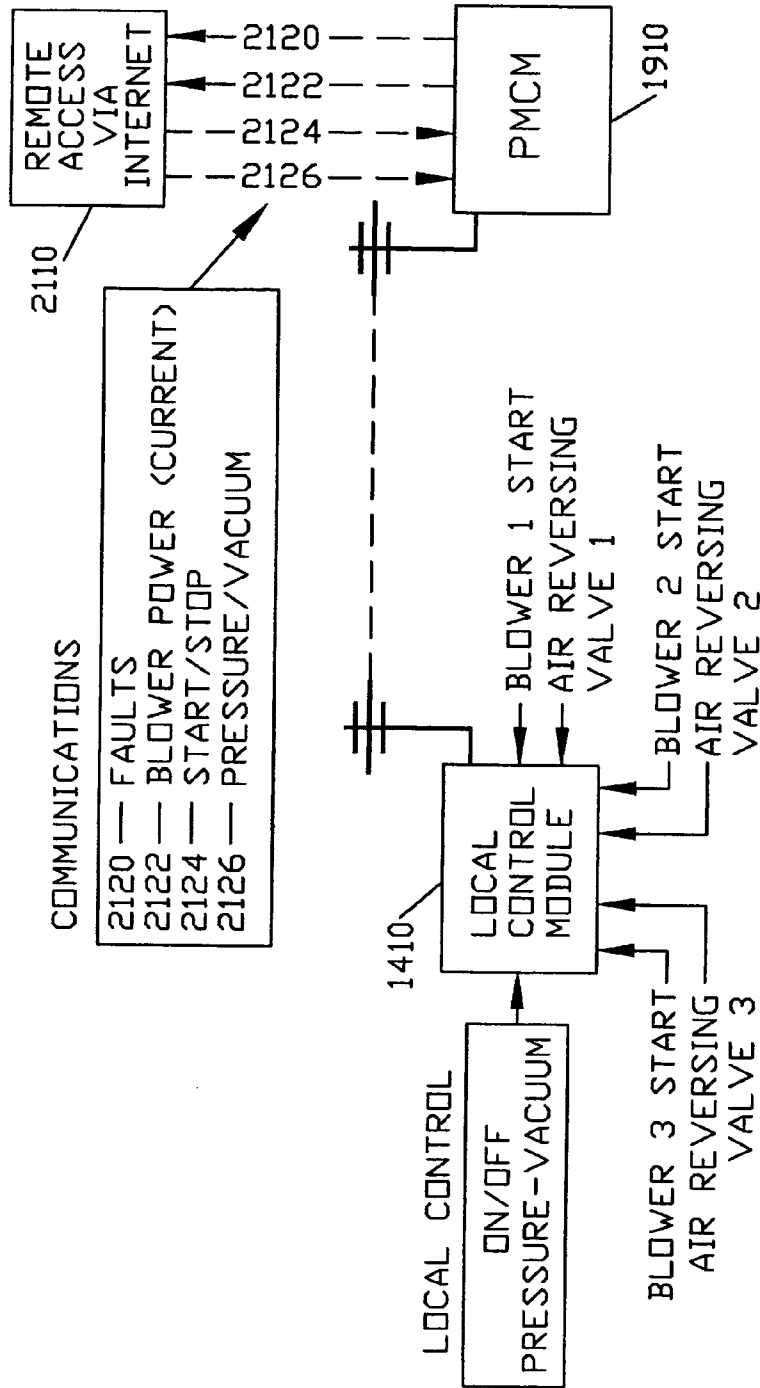 COMMUNICATIONS
2120 — FAULTS
2122 — BLOWER POWER <CURRENT>
2124 — START/STOP
2126 — PRESSURE/VACUUM
2110
REMOTE
ACCESS
VIA
INTERNET
2126
2124
2122
2120
PMCM
1910
LOCAL CONTROL
ON/OFF
PRESSURE-VACUUM
1410
LOCAL
CONTROL
MODULE
BLOWER 1 START
AIR REVERSING
VALVE 1
BLOWER 2 START
AIR REVERSING
VALVE 2
BLOWER 3 START
AIR REVERSING
VALVE 3